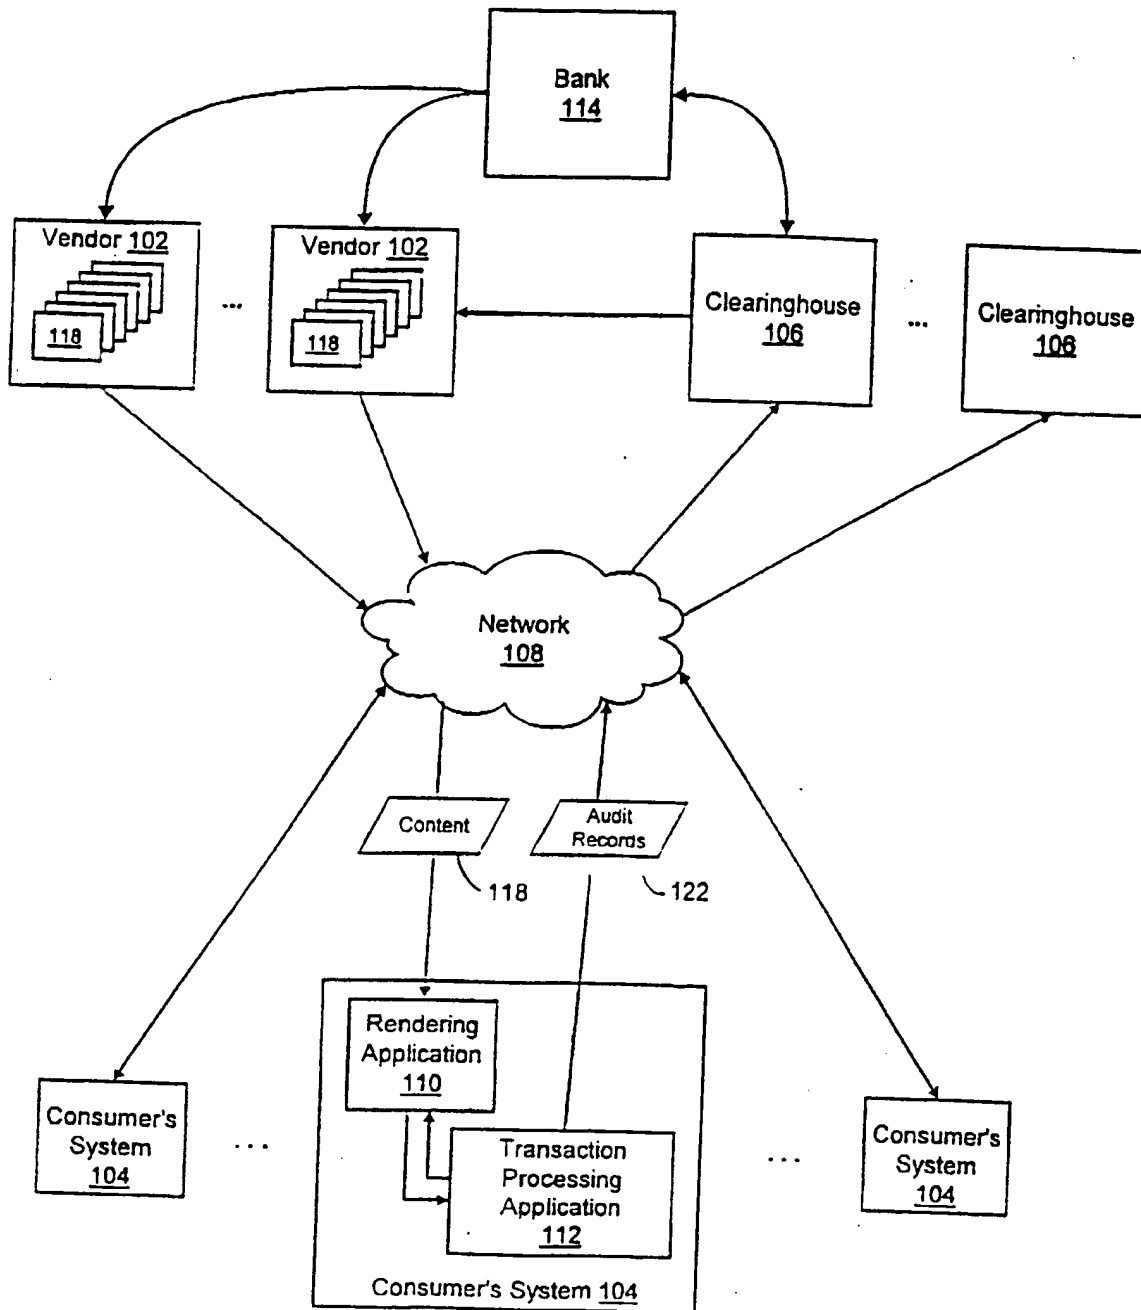 Bank
114
Vendor 102
118
...
Vendor 102
118
Clearinghouse
106
...
Clearinghouse
106
Network
108
Content
118
Audit
Records
122
Rendering
Application
110
Transaction
Processing
Application
112
Consumer's System 104
Consumer's
System
104
...
...
Consumer's
System
104